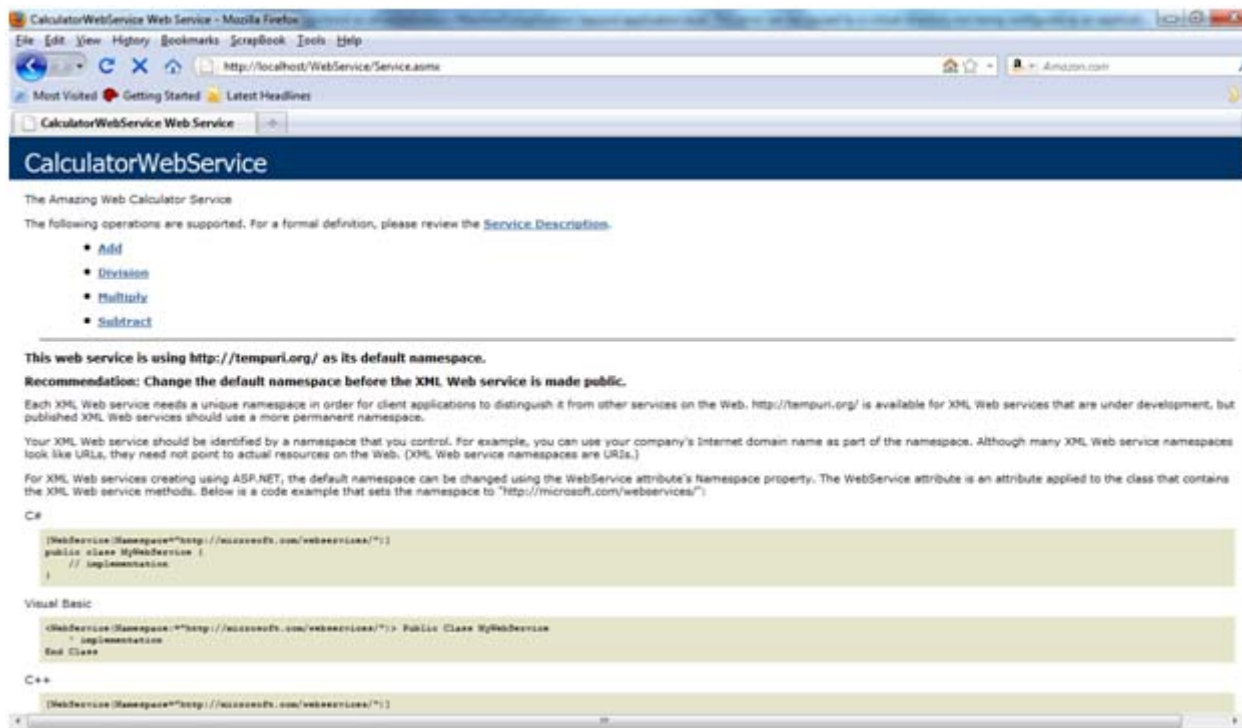 CalculatorWebService Web Service - Mozilla Firefox
File Edit View History Bookmarks ScrapBook Tools Help
http://localhost/WebService/Service.asmx
Amazon.com
Most Visited Getting Started Latest Headlines
CalculatorWebService Web Service
CalculatorWebService
The Amazing Web Calculator Service
The following operations are supported. For a formal definition, please review the Service Description.
Add
Division
Multiply
Subtract
This web service is using http://tempuri.org/ as its default namespace.
Recommendation: Change the default namespace before the XML Web service is made public.
Each XML Web service needs a unique namespace in order for client applications to distinguish it from other services on the Web. http://tempuri.org/ is available for XML Web services that are under development, but
published XML Web services should use a more permanent namespace.
Your XML Web service should be identified by a namespace that you control. For example, you can use your company's Internet domain name as part of the namespace. Although many XML Web service namespaces
look like URLs, they need not point to actual resources on the Web. (XML Web service namespaces are URIs.)
For XML Web services creating using ASP.NET, the default namespace can be changed using the WebService attribute's Namespace property. The WebService attribute is an attribute applied to the class that contains
the XML Web service methods. Below is a code example that sets the namespace to "http://microsoft.com/webservices/":
C#
[WebService(Namespace="http://microsoft.com/webservices/")]
public class MyWebService {
// implementation
}
Visual Basic
<WebService(Namespace:="http://microsoft.com/webservices/")> Public Class MyWebService
' implementation
End Class
C++
[WebService(Namespace="http://microsoft.com/webservices/")]